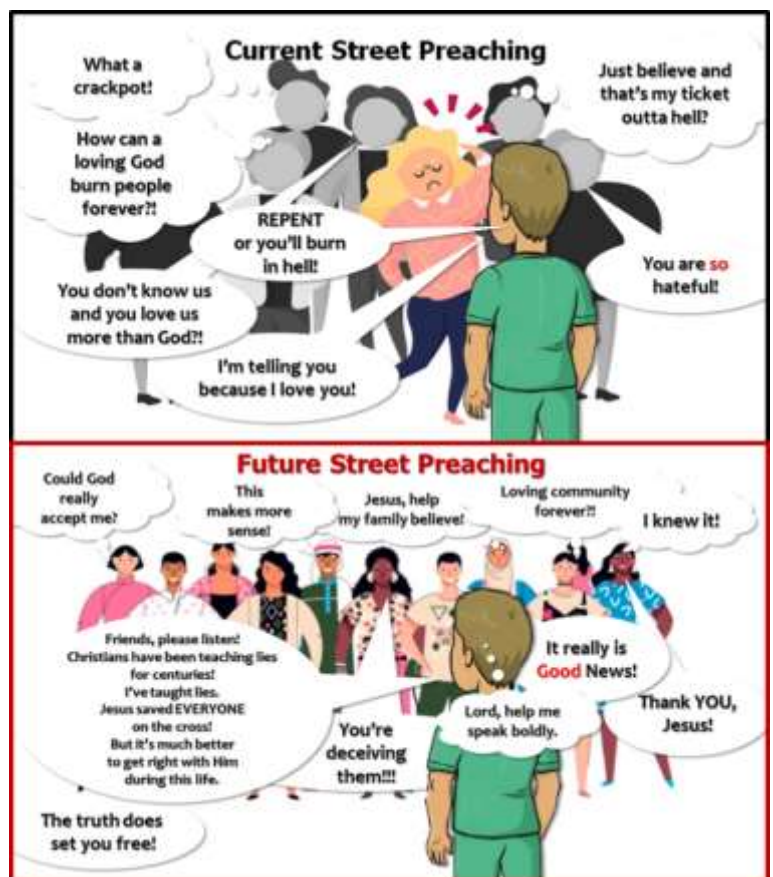 Current Street Preaching
What a
crackpot!
Just believe and
that's my ticket
outta hell?
How can a
loving God
burn people
forever?!
REPENT
or you'll burn
in hell!
You are so
hateful!
You don't know us
and you love us
more than God?!
I'm telling you
because I love you!
Future Street Preaching
Could God
really
accept me?
This
makes more
sense!
Jesus, help
my family believe!
Loving community
forever?!
I knew it!
Friends, please listen!
Christians have been teaching lies
for centuries!
I've taught lies.
Jesus saved EVERYONE
on the cross!
But it's much better
to get right with Him
during this life.
It really is
Good News!
Lord, help me
speak boldly.
Thank YOU,
Jesus!
You're
deceiving
them!!!
The truth does
set you free!